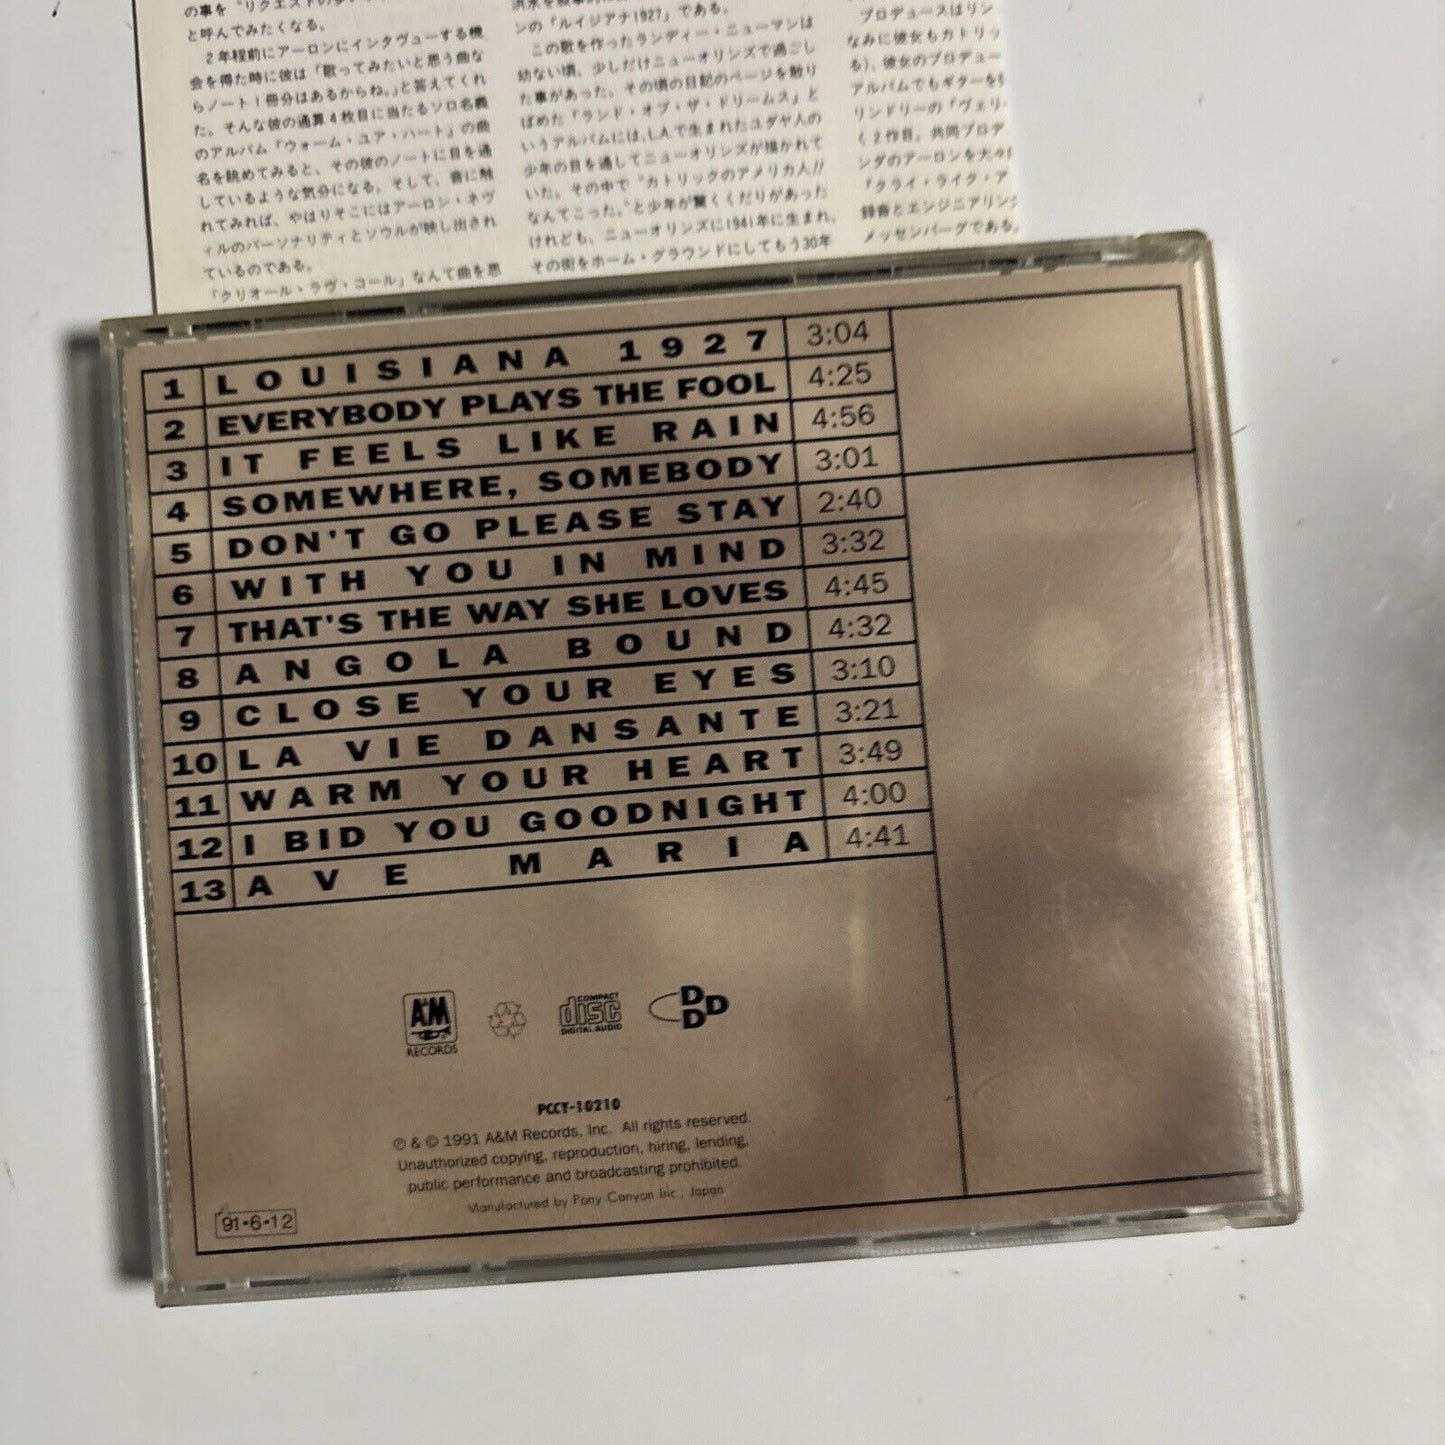 と呼んでみたくなる。
2年程前にアーロンにインタヴューする機
会を得た時に彼は「歌ってみたいと思う曲な
らノート1冊分はあるからね。」と答えてくれ
た。そんな彼の通算4枚目に当たるソロ名義
のアルバム『ウォーム・ユア・ハート』の曲
名を眺めてみると、その彼のノートに目を通
しているような気分になる。そして、音に触
れてみれば、やはりそこにはアーロン・ネヴ
ィルのパーソナリティとソウルが映し出され
ているのである。
「クリオール・ラヴ・コール」なんて曲を思
ンの「ルイジアナ1927」である。
この歌を作ったランディー・ニューマンは
幼ない頃、少しだけニューオリンズで過ごし
た事があった。その頃の日記のページを散り
ばめた『ランド・オブ・ザ・ドリームス』と
いうアルバムには、L.A.で生まれたユダヤ人の
少年の目を通してニューオリンズが描かれて
いた。その中で“カトリックのアメリカ人!/
なんてこった。”と少年が驚くくだりがあった
けれども、ニューオリンズに1941年に生まれ、
その街をホーム・グラウンドにしてもう30年
プロデュースはリン
なみに彼女もカトリッ
る)、彼女のプロデュー
アルバムでもギターを
リンドリーの『ヴェリ
く2作目。共同プロデ
ンダのアーロンを大々
『クライ・ライク・ア
録音とエンジニアリング
メッセンバーグである。
1 LOUISIANA 1927 3:04
2 EVERYBODY PLAYS THE FOOL 4:25
3 IT FEELS LIKE RAIN 4:56
4 SOMEWHERE, SOMEBODY 3:01
5 DON'T GO PLEASE STAY 2:40
6 WITH YOU IN MIND 3:32
7 THAT'S THE WAY SHE LOVES 4:45
8 ANGOLA BOUND 4:32
9 CLOSE YOUR EYES 3:10
10 LA VIE DANSANTE 3:21
11 WARM YOUR HEART 3:49
12 I BID YOU GOODNIGHT 4:00
13 AVE MARIA 4:41
A&M RECORDS
COMPACT disc DIGITAL AUDIO
DDD
PCCY-10210
℗ & © 1991 A&M Records, Inc. All rights reserved.
Unauthorized copying, reproduction, hiring, lending,
public performance and broadcasting prohibited.
Manufactured by Pony Canyon Inc., Japan
91•6•12